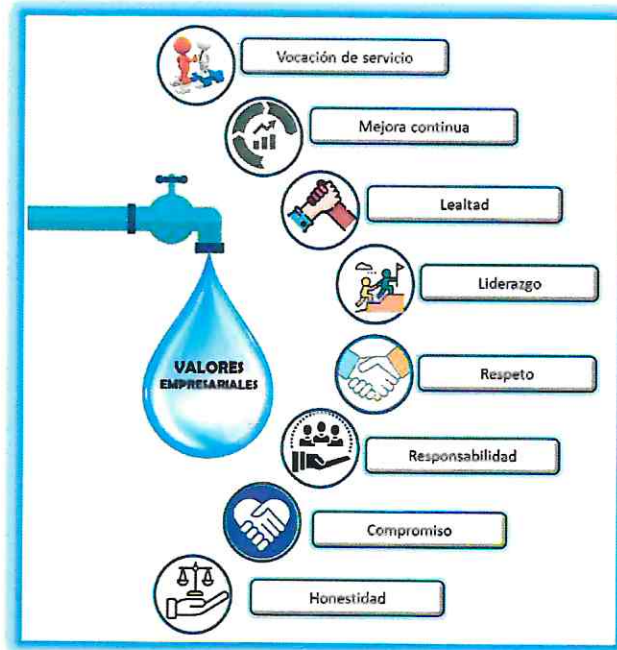 Vocación de servicio
Mejora continua
Lealtad
Liderazgo
VALORES
EMPRESARIALES
Respeto
Responsabilidad
Compromiso
Honestidad